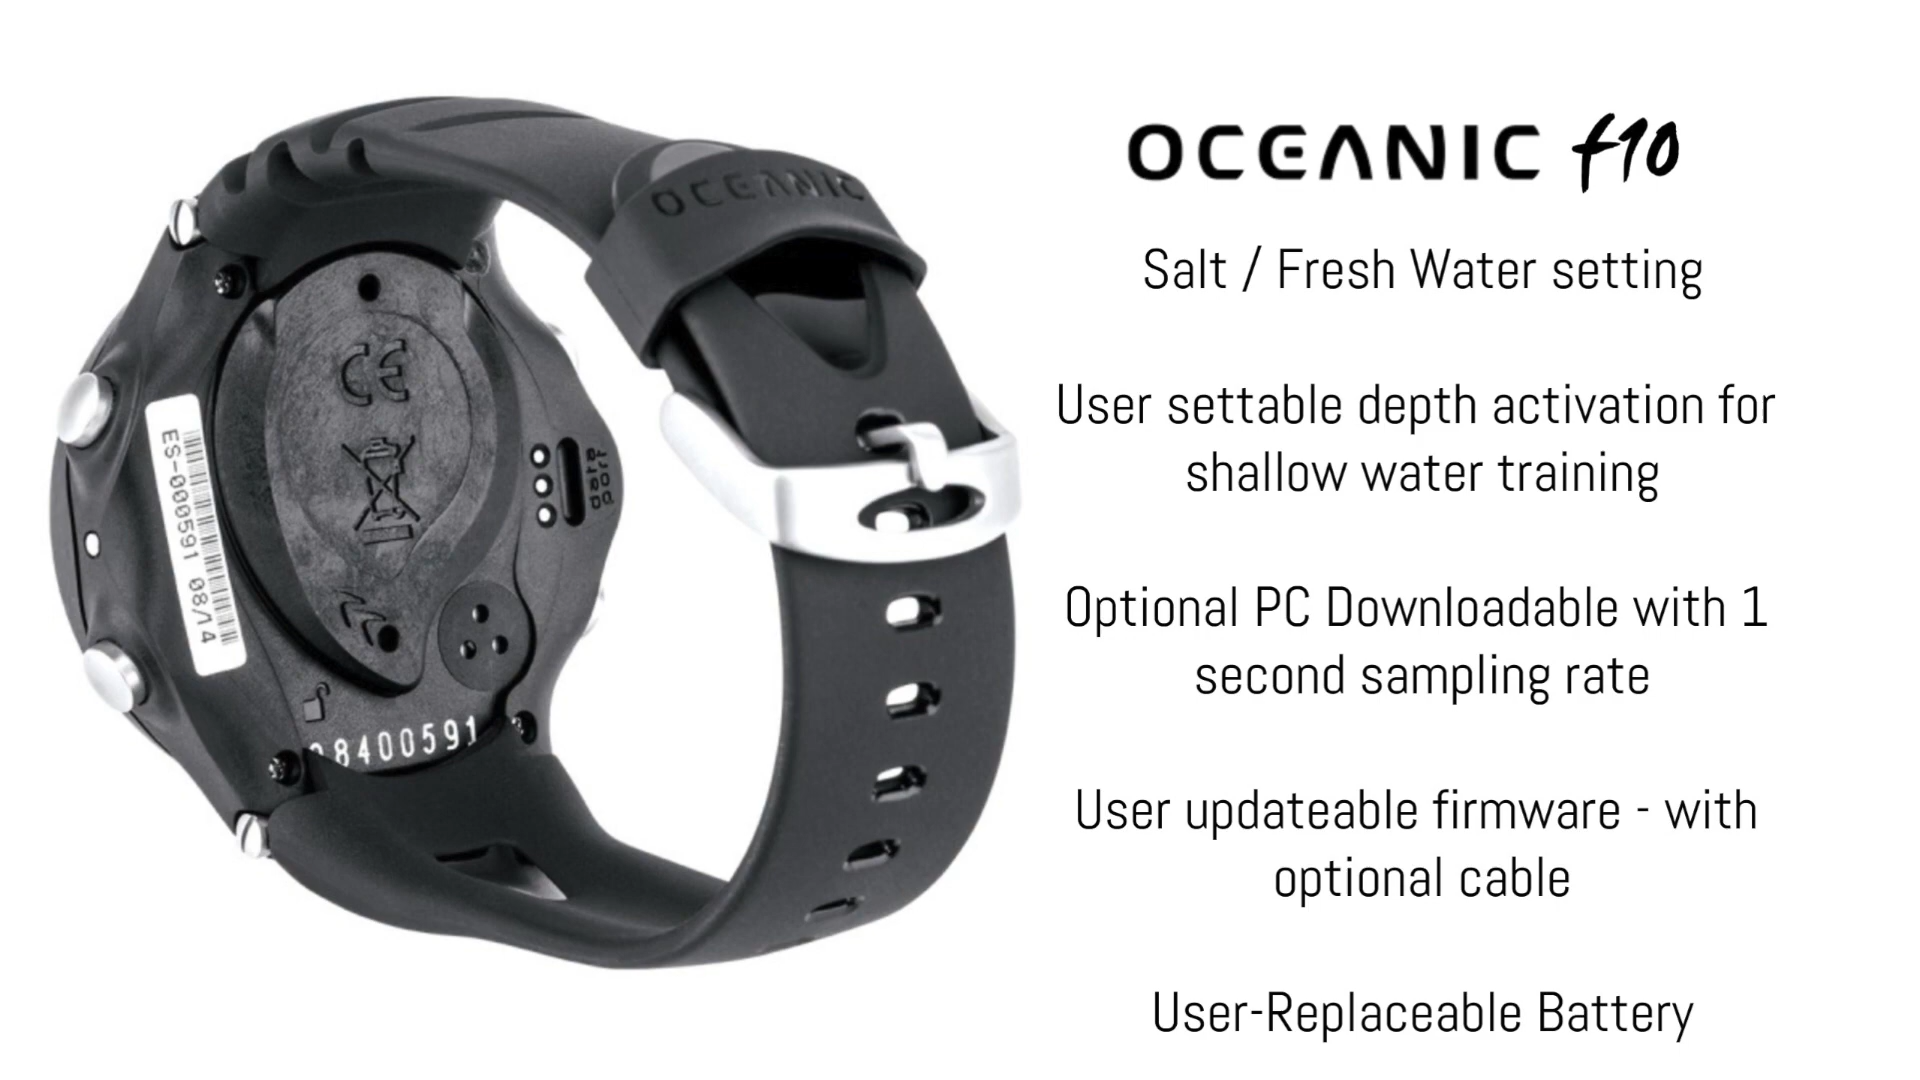 OCEANIC f10
Salt / Fresh Water setting
User settable depth activation for
shallow water training
Optional PC Downloadable with 1
second sampling rate
User updateable firmware - with
optional cable
User-Replaceable Battery
OCEANIC
CE
data
port
ES-000591 08/14
8400591